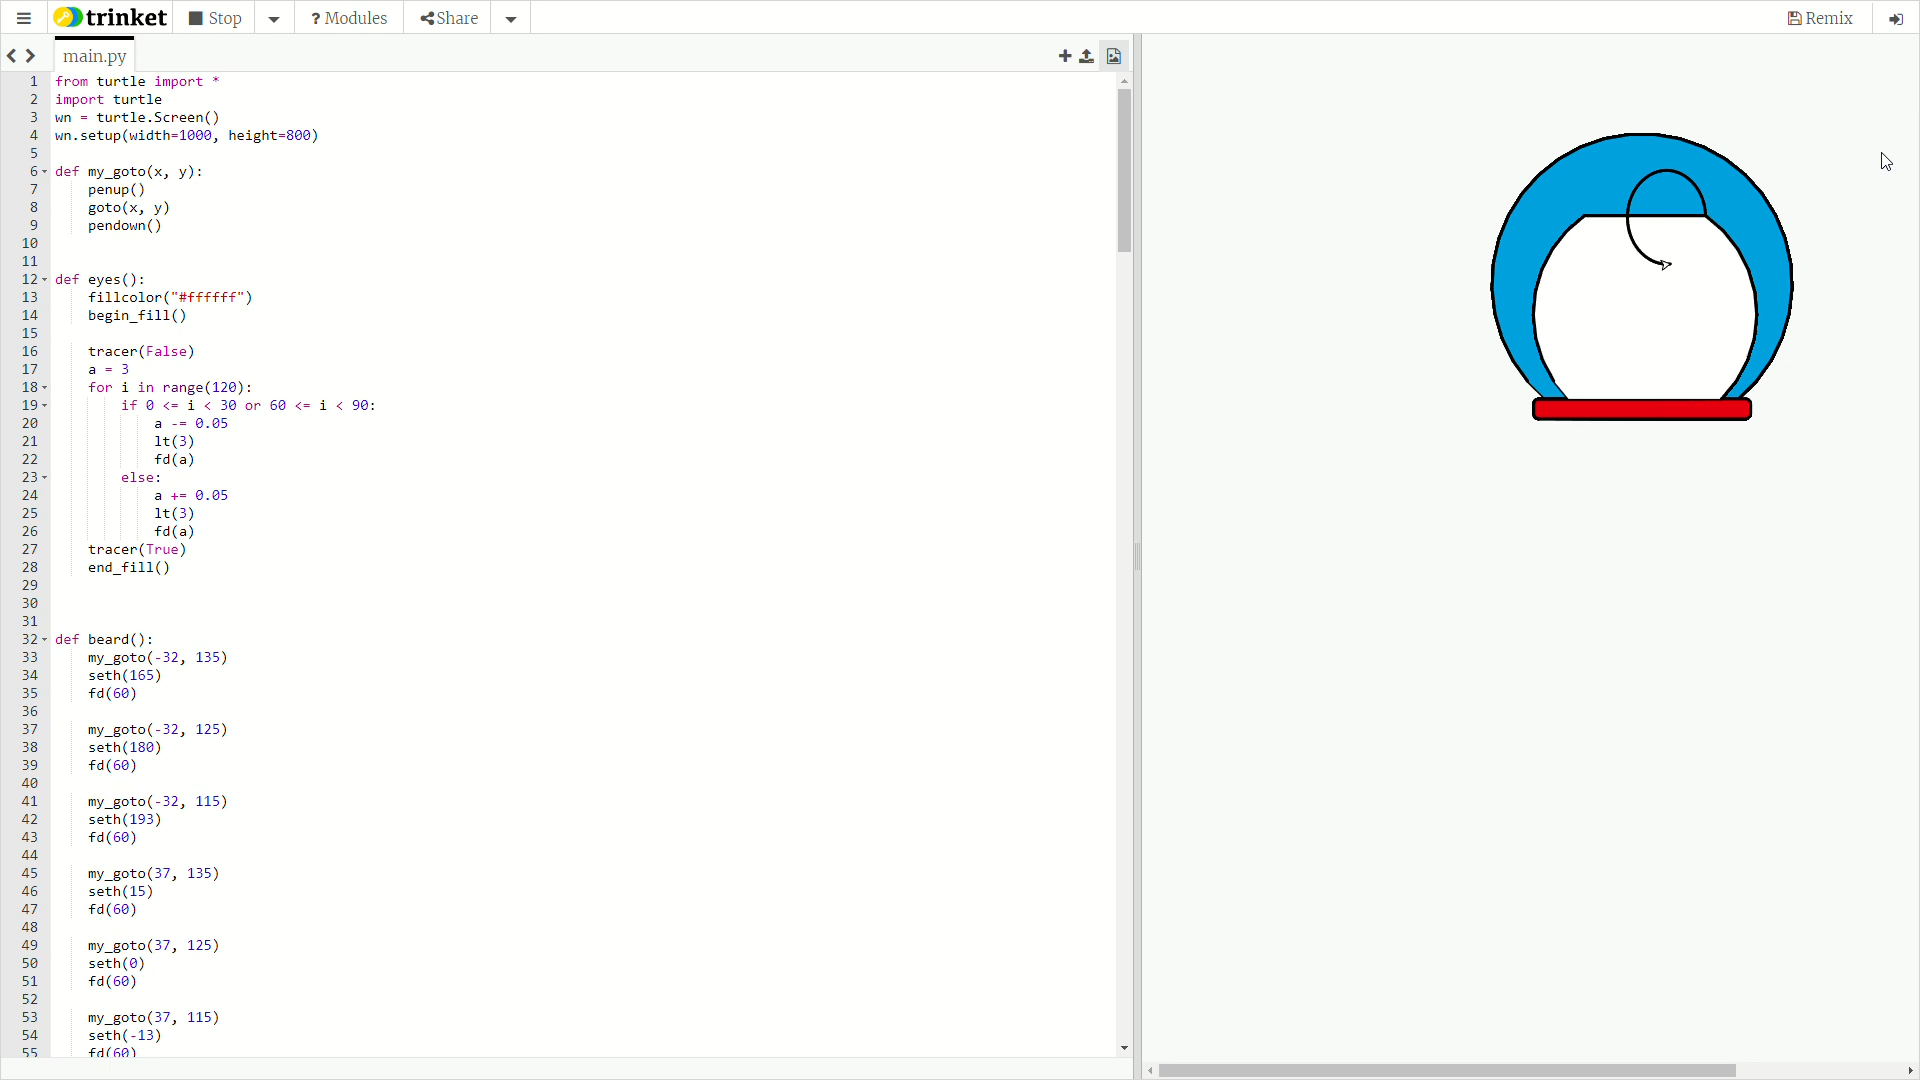 trinket
Stop
? Modules
Share
Remix
main.py
1 from turtle import *
2 import turtle
3 wn = turtle.Screen()
4 wn.setup(width=1000, height=800)
5
6 def my_goto(x, y):
7 penup()
8 goto(x, y)
9 pendown()
10
11
12 def eyes():
13 fillcolor("#ffffff")
14 begin_fill()
15
16 tracer(False)
17 a = 3
18 for i in range(120):
19 if 0 <= i < 30 or 60 <= i < 90:
20 a -= 0.05
21 lt(3)
22 fd(a)
23 else:
24 a += 0.05
25 lt(3)
26 fd(a)
27 tracer(True)
28 end_fill()
29
30
31
32 def beard():
33 my_goto(-32, 135)
34 seth(165)
35 fd(60)
36
37 my_goto(-32, 125)
38 seth(180)
39 fd(60)
40
41 my_goto(-32, 115)
42 seth(193)
43 fd(60)
44
45 my_goto(37, 135)
46 seth(15)
47 fd(60)
48
49 my_goto(37, 125)
50 seth(0)
51 fd(60)
52
53 my_goto(37, 115)
54 seth(-13)
55 fd(60)